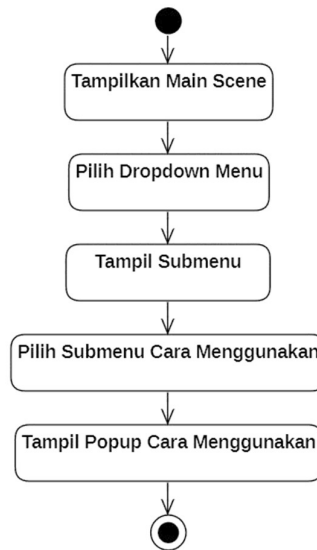 Tampilkan Main Scene
Pilih Dropdown Menu
Tampil Submenu
Pilih Submenu Cara Menggunakan
Tampil Popup Cara Menggunakan